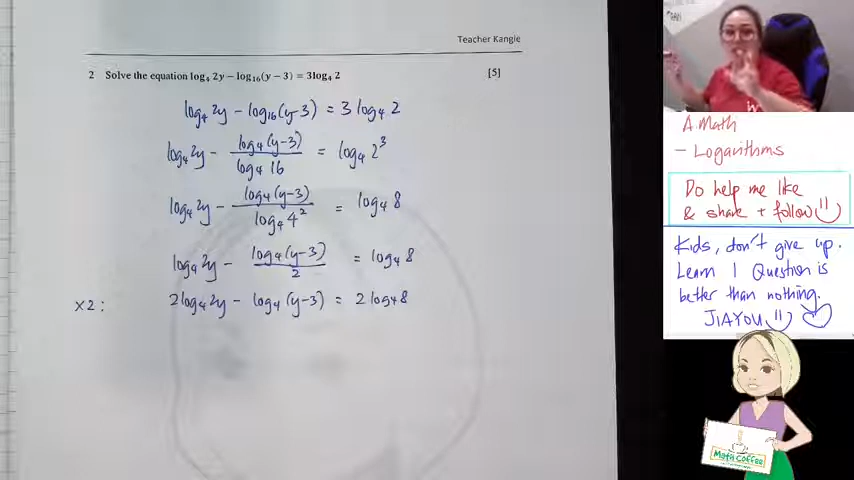 Teacher Kangie
2 Solve the equation log₄ 2y − log₁₆(y − 3) = 3log₄ 2 [5]
log₄ 2y − log₁₆(y−3) = 3 log₄ 2
log₄ 2y − log₄(y−3) / log₄ 16 = log₄ 2³
log₄ 2y − log₄(y−3) / log₄ 4² = log₄ 8
log₄ 2y − log₄(y−3) / 2 = log₄ 8
×2: 2log₄ 2y − log₄(y−3) = 2 log₄ 8
A.Math
- Logarithms
Do help me like
& share + follow
Kids, don't give up.
Learn 1 Question is
better than nothing.
JIAYOU
Math Coffee